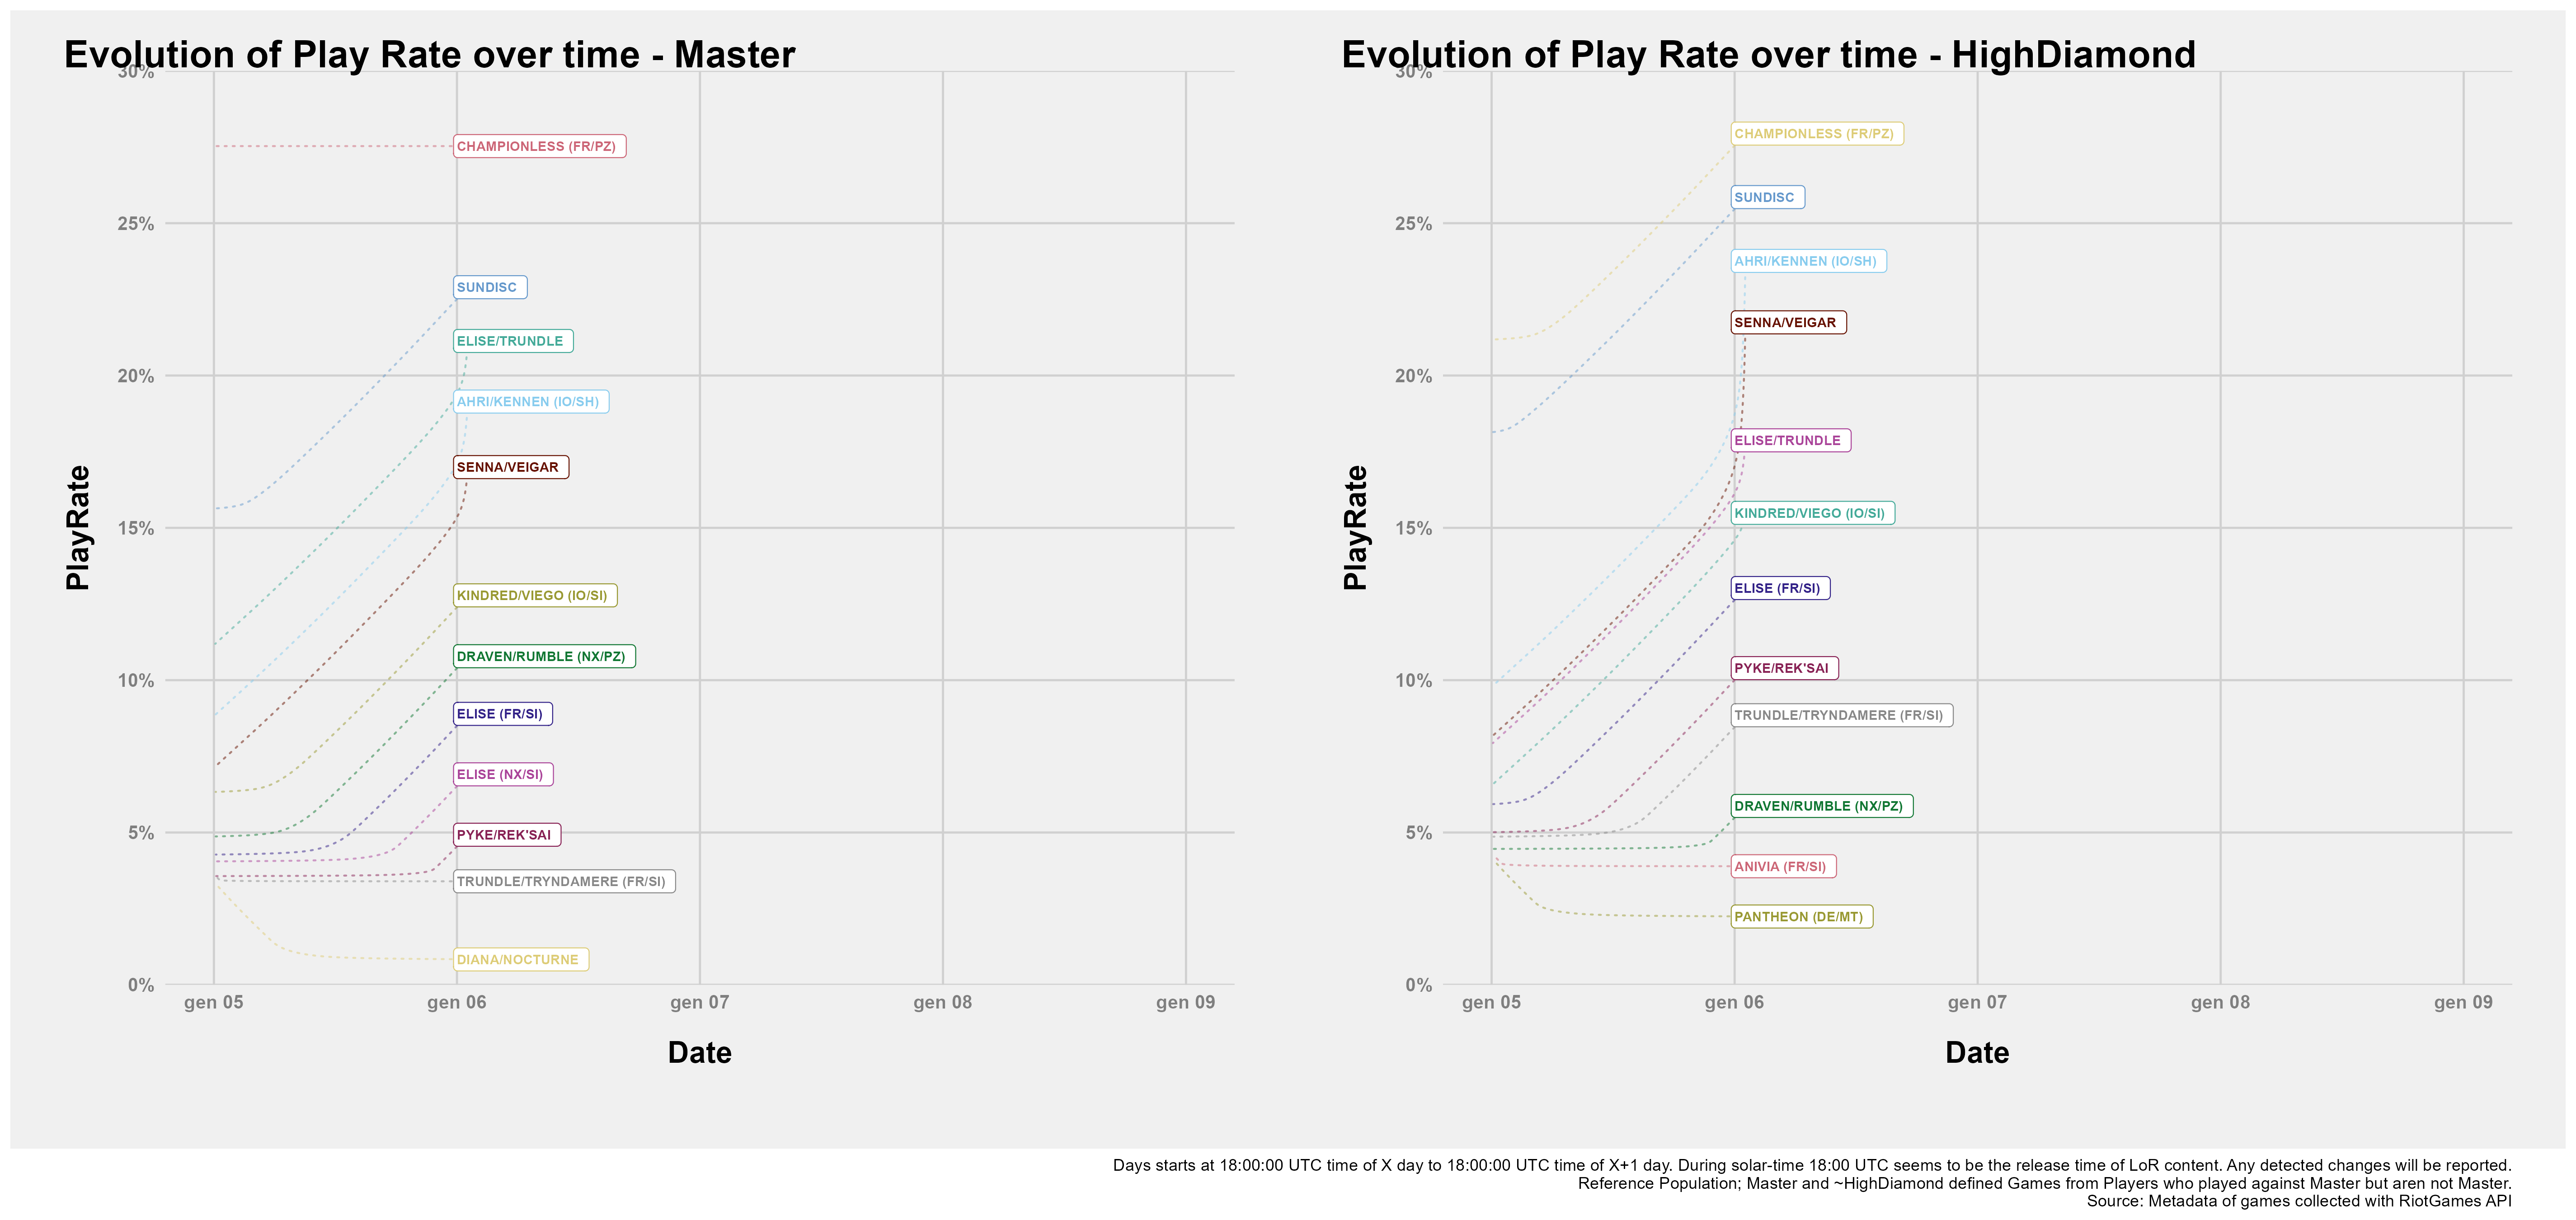 Evolution of Play Rate over time - Master
30%
CHAMPIONLESS (FR/PZ)
25%
SUNDISC
ELISE/TRUNDLE
20%
AHRI/KENNEN (IO/SH)
SENNA/VEIGAR
15%
PlayRate
KINDRED/VIEGO (IO/SI)
DRAVEN/RUMBLE (NX/PZ)
10%
ELISE (FR/SI)
ELISE (NX/SI)
5%
PYKE/REK'SAI
TRUNDLE/TRYNDAMERE (FR/SI)
DIANA/NOCTURNE
0%
gen 05 gen 06 gen 07 gen 08 gen 09
Date
Evolution of Play Rate over time - HighDiamond
30%
CHAMPIONLESS (FR/PZ)
SUNDISC
25%
AHRI/KENNEN (IO/SH)
SENNA/VEIGAR
20%
ELISE/TRUNDLE
KINDRED/VIEGO (IO/SI)
15%
PlayRate
ELISE (FR/SI)
PYKE/REK'SAI
10%
TRUNDLE/TRYNDAMERE (FR/SI)
DRAVEN/RUMBLE (NX/PZ)
5%
ANIVIA (FR/SI)
PANTHEON (DE/MT)
0%
gen 05 gen 06 gen 07 gen 08 gen 09
Date
Days starts at 18:00:00 UTC time of X day to 18:00:00 UTC time of X+1 day. During solar-time 18:00 UTC seems to be the release time of LoR content. Any detected changes will be reported.
Reference Population; Master and ~HighDiamond defined Games from Players who played against Master but aren not Master.
Source: Metadata of games collected with RiotGames API